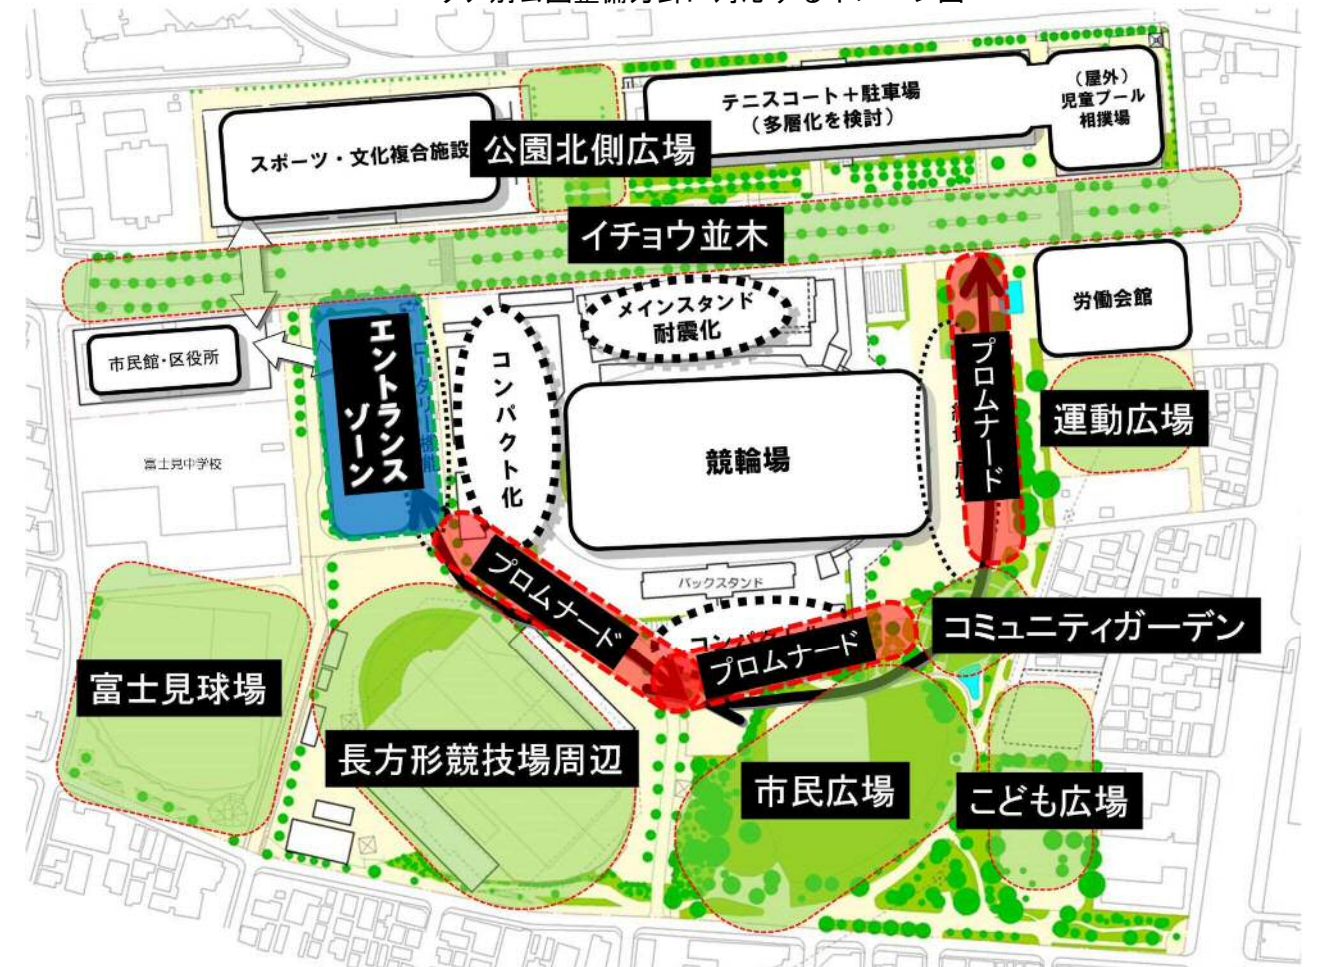 スポーツ・文化複合施設
公園北側広場
テニスコート＋駐車場
（多層化を検討）
（屋外）
児童プール
相撲場
イチョウ並木
市民館・区役所
エントランス
ゾーン
コンパクト化
メインスタンド
耐震化
競輪場
プロムナード
労働会館
運動広場
富士見中学校
バックスタンド
プロムナード
プロムナード
コミュニティガーデン
富士見球場
長方形競技場周辺
市民広場
こども広場